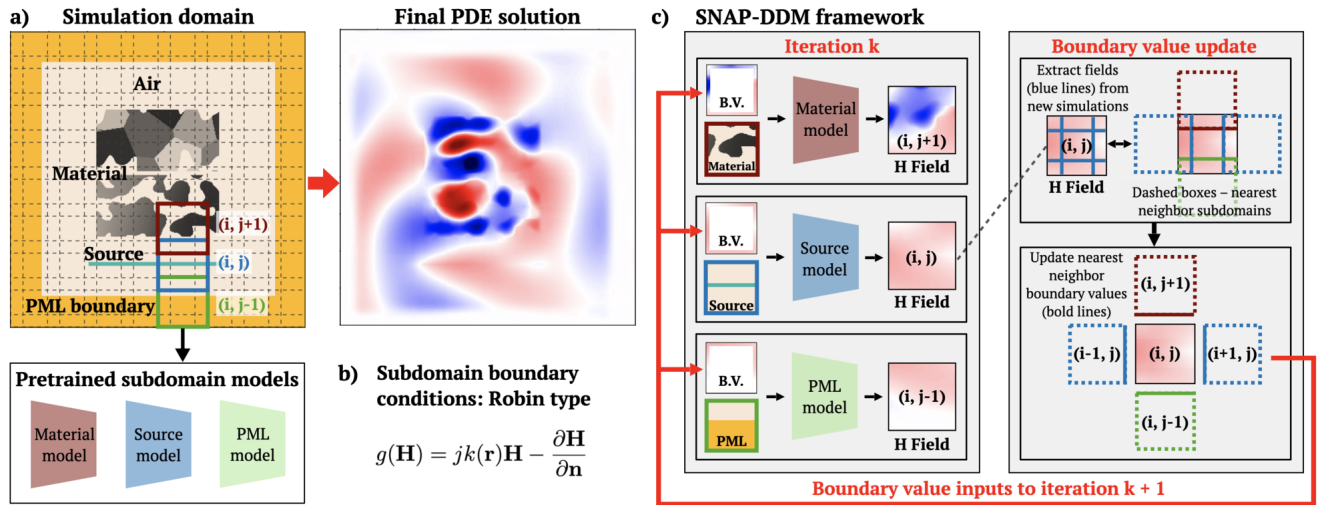 a) Simulation domain
Final PDE solution
Air
Material
(i, j+1)
Source
(i, j)
PML boundary
(i, j-1)
Pretrained subdomain models
Material
model
Source
model
PML
model
b) Subdomain boundary
conditions: Robin type
g(𝐇) = jk(𝐫)𝐇 − ∂𝐇/∂𝐧
c) SNAP-DDM framework
Iteration k
B.V.
Material
Material
model
(i, j+1)
H Field
B.V.
Source
Source
model
(i, j)
H Field
B.V.
PML
PML
model
(i, j-1)
H Field
Boundary value update
Extract fields
(blue lines) from
new simulations
(i, j)
H Field
Dashed boxes – nearest
neighbor subdomains
Update nearest
neighbor
boundary values
(bold lines)
(i, j+1)
(i-1, j)
(i, j)
(i+1, j)
(i, j-1)
Boundary value inputs to iteration k + 1